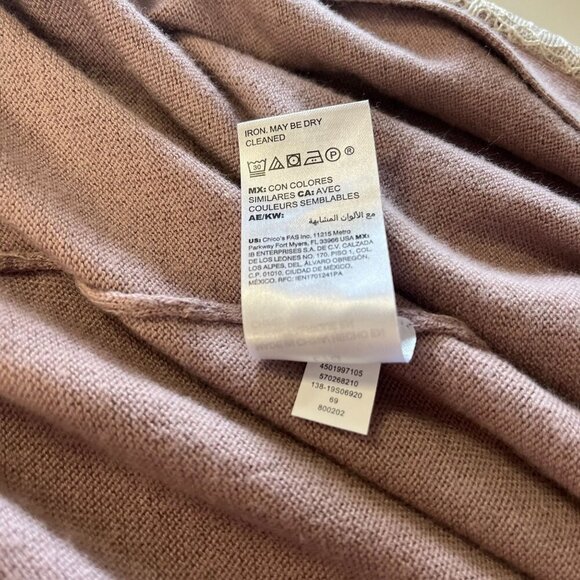 IRON. MAY BE DRY
CLEANED
30 P ®
MX: CON COLORES
SIMILARES CA: AVEC
COULEURS SEMBLABLES
AE/KW: مع الألوان المشابهة
US: Chico's FAS Inc. 11215 Metro
Parkway Fort Myers, FL 33966 USA MX:
IB ENTERPRISES S.A. DE C.V. CALZADA
DE LOS LEONES NO. 170, PISO 1, COL.
LOS ALPES, DEL. ÁLVARO OBREGÓN,
C.P. 01010, CIUDAD DE MÉXICO,
MÉXICO. RFC: IEN1701241PA
4501997105
570268210
138-19S06920
69
800202